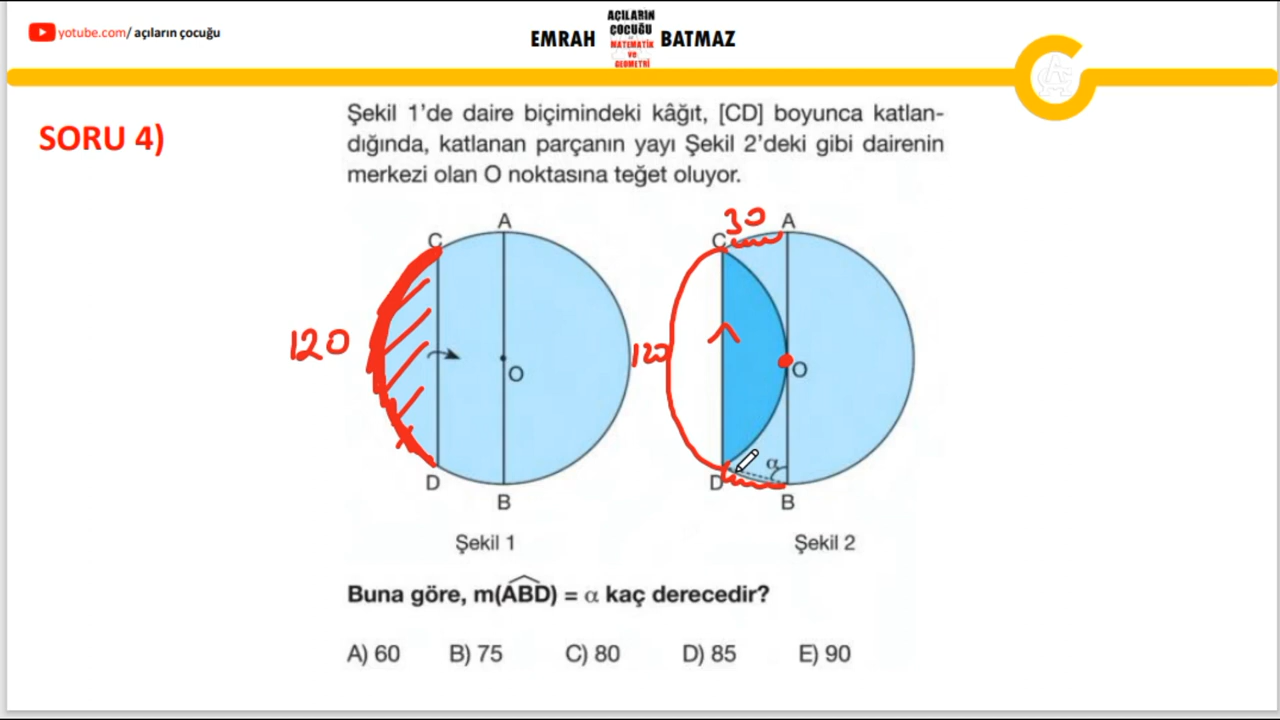 yotube.com/ açıların çocuğu
EMRAH
AÇILARIN
ÇOCUĞU
MATEMATİK
ve
GEOMETRİ
BATMAZ
SORU 4)
Şekil 1'de daire biçimindeki kâğıt, [CD] boyunca katlan-
dığında, katlanan parçanın yayı Şekil 2'deki gibi dairenin
merkezi olan O noktasına teğet oluyor.
A
C
120
O
D
B
Şekil 1
30
A
C
120
O
α
D
B
Şekil 2
Buna göre, m(ABD) = α kaç derecedir?
A) 60 B) 75 C) 80 D) 85 E) 90